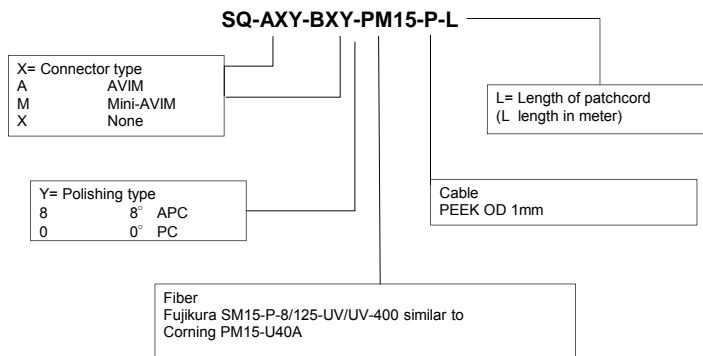 SQ-AXY-BXY-PM15-P-L
X= Connector type
A AVIM
M Mini-AVIM
X None
L= Length of patchcord
(L length in meter)
Y= Polishing type
8 8° APC
0 0° PC
Cable
PEEK OD 1mm
Fiber
Fujikura SM15-P-8/125-UV/UV-400 similar to
Corning PM15-U40A